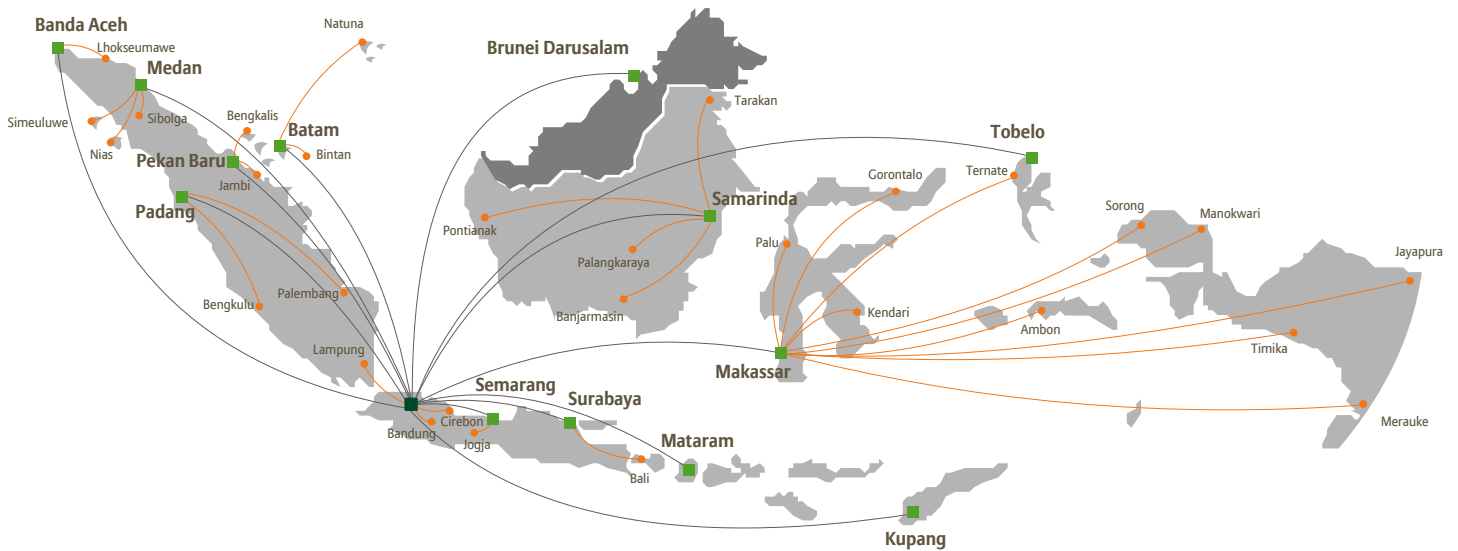 Natuna
Banda Aceh
Lhokseumawe
Brunei Darusalam
Medan
Tarakan
Bengkalis
Simeuluwe
Sibolga
Batam
Tobelo
Nias
Bintan
Pekan Baru
Ternate
Gorontalo
Jambi
Samarinda
Sorong
Manokwari
Padang
Pontianak
Palu
Jayapura
Palangkaraya
Palembang
Bengkulu
Kendari
Banjarmasin
Ambon
Lampung
Timika
Makassar
Semarang
Surabaya
Cirebon
Merakue
Bandung
Jogja
Mataram
Bali
Kupang